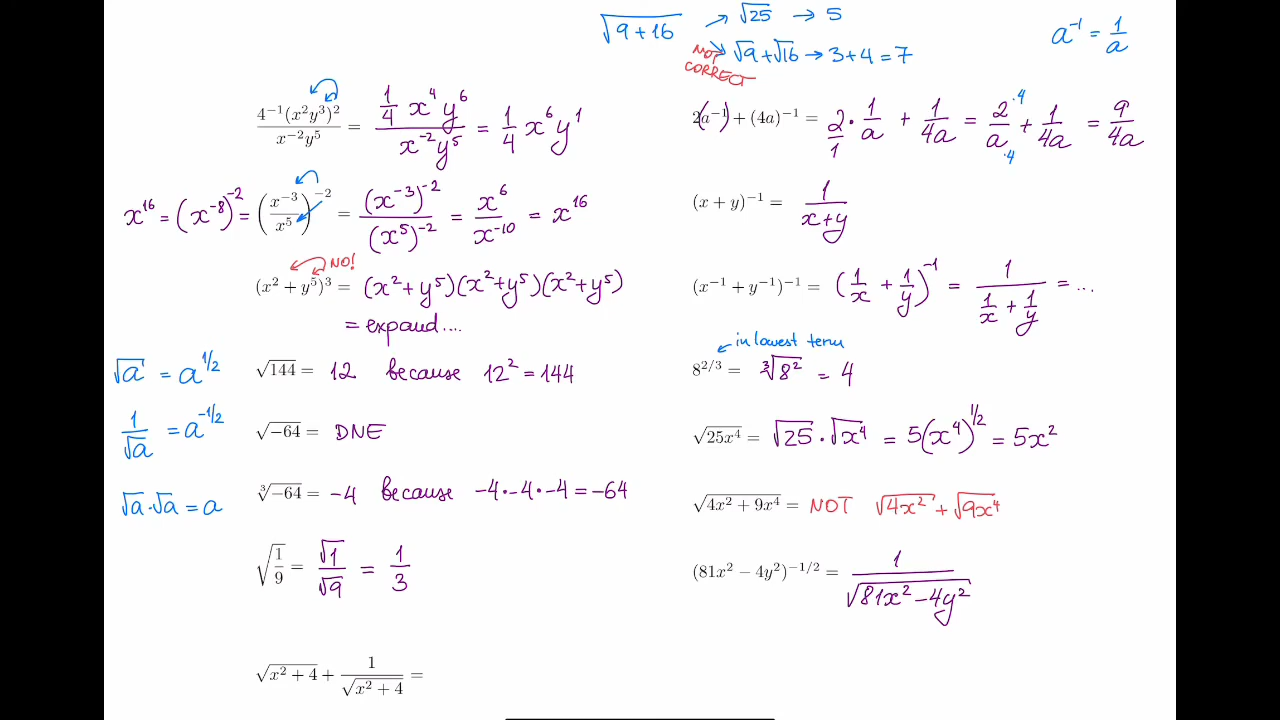 √(9+16) → √25 → 5
a⁻¹ = 1/a
NOT CORRECT → √9+√16 → 3+4 = 7
4⁻¹(x²y³)² / x⁻²y⁵ = 1/4 x⁴y⁶ / x⁻²y⁵ = 1/4 x⁶y¹
2(a⁻¹) + (4a)⁻¹ = 2/1 · 1/a + 1/4a = 2·4/a·4 + 1/4a = 9/4a
x¹⁶ = (x⁻⁸)⁻² = (x⁻³/x⁵)⁻² = (x⁻³)⁻²/(x⁵)⁻² = x⁶/x⁻¹⁰ = x¹⁶
(x + y)⁻¹ = 1/(x+y)
NO!
(x² + y⁵)³ = (x²+y⁵)(x²+y⁵)(x²+y⁵)
= expand....
(x⁻¹ + y⁻¹)⁻¹ = (1/x + 1/y)⁻¹ = 1/(1/x + 1/y) = ...
in lowest term
√a = a^1/2
√144 = 12 because 12² = 144
8^2/3 = ∛8² = 4
1/√a = a^-1/2
√−64 = DNE
√25x⁴ = √25 · √x⁴ = 5(x⁴)^1/2 = 5x²
√a·√a = a
∛−64 = -4 because -4·-4·-4 = -64
√(4x² + 9x⁴) = NOT √4x² + √9x⁴
√(1/9) = √1/√9 = 1/3
(81x² − 4y²)^−1/2 = 1/√(81x²-4y²)
√(x² + 4) + 1/√(x² + 4) =